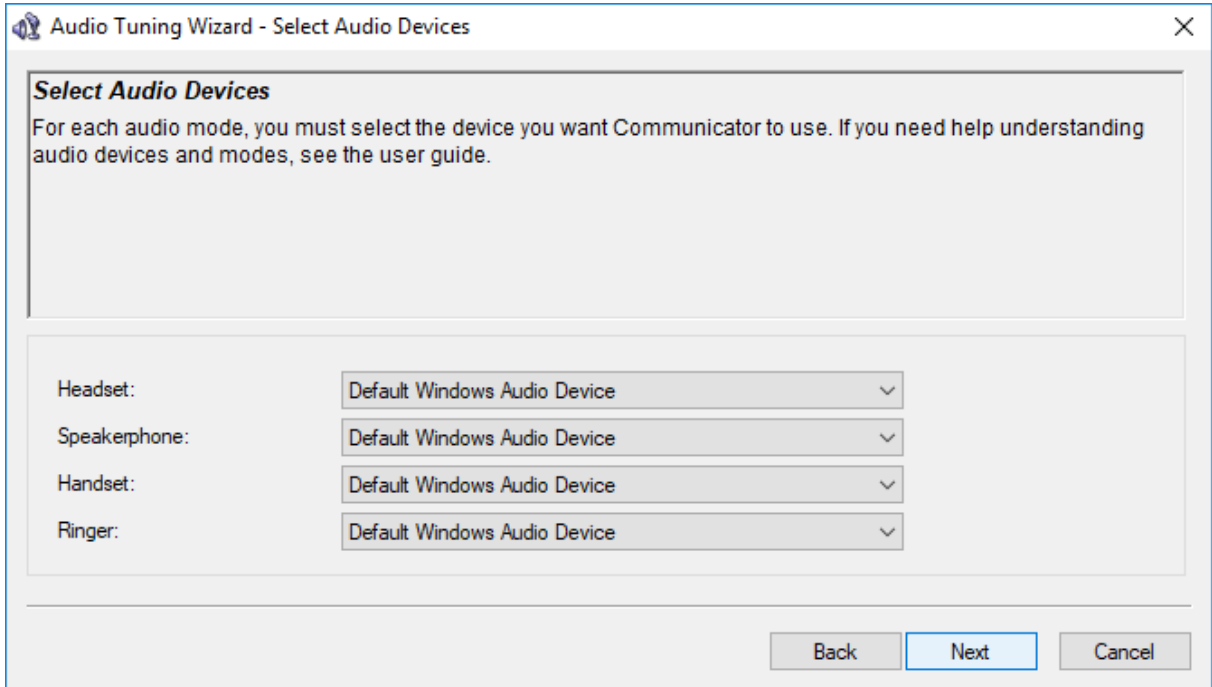 Audio Tuning Wizard - Select Audio Devices
Select Audio Devices
For each audio mode, you must select the device you want Communicator to use. If you need help understanding
audio devices and modes, see the user guide.
Headset: Default Windows Audio Device
Speakerphone: Default Windows Audio Device
Handset: Default Windows Audio Device
Ringer: Default Windows Audio Device
Back Next Cancel